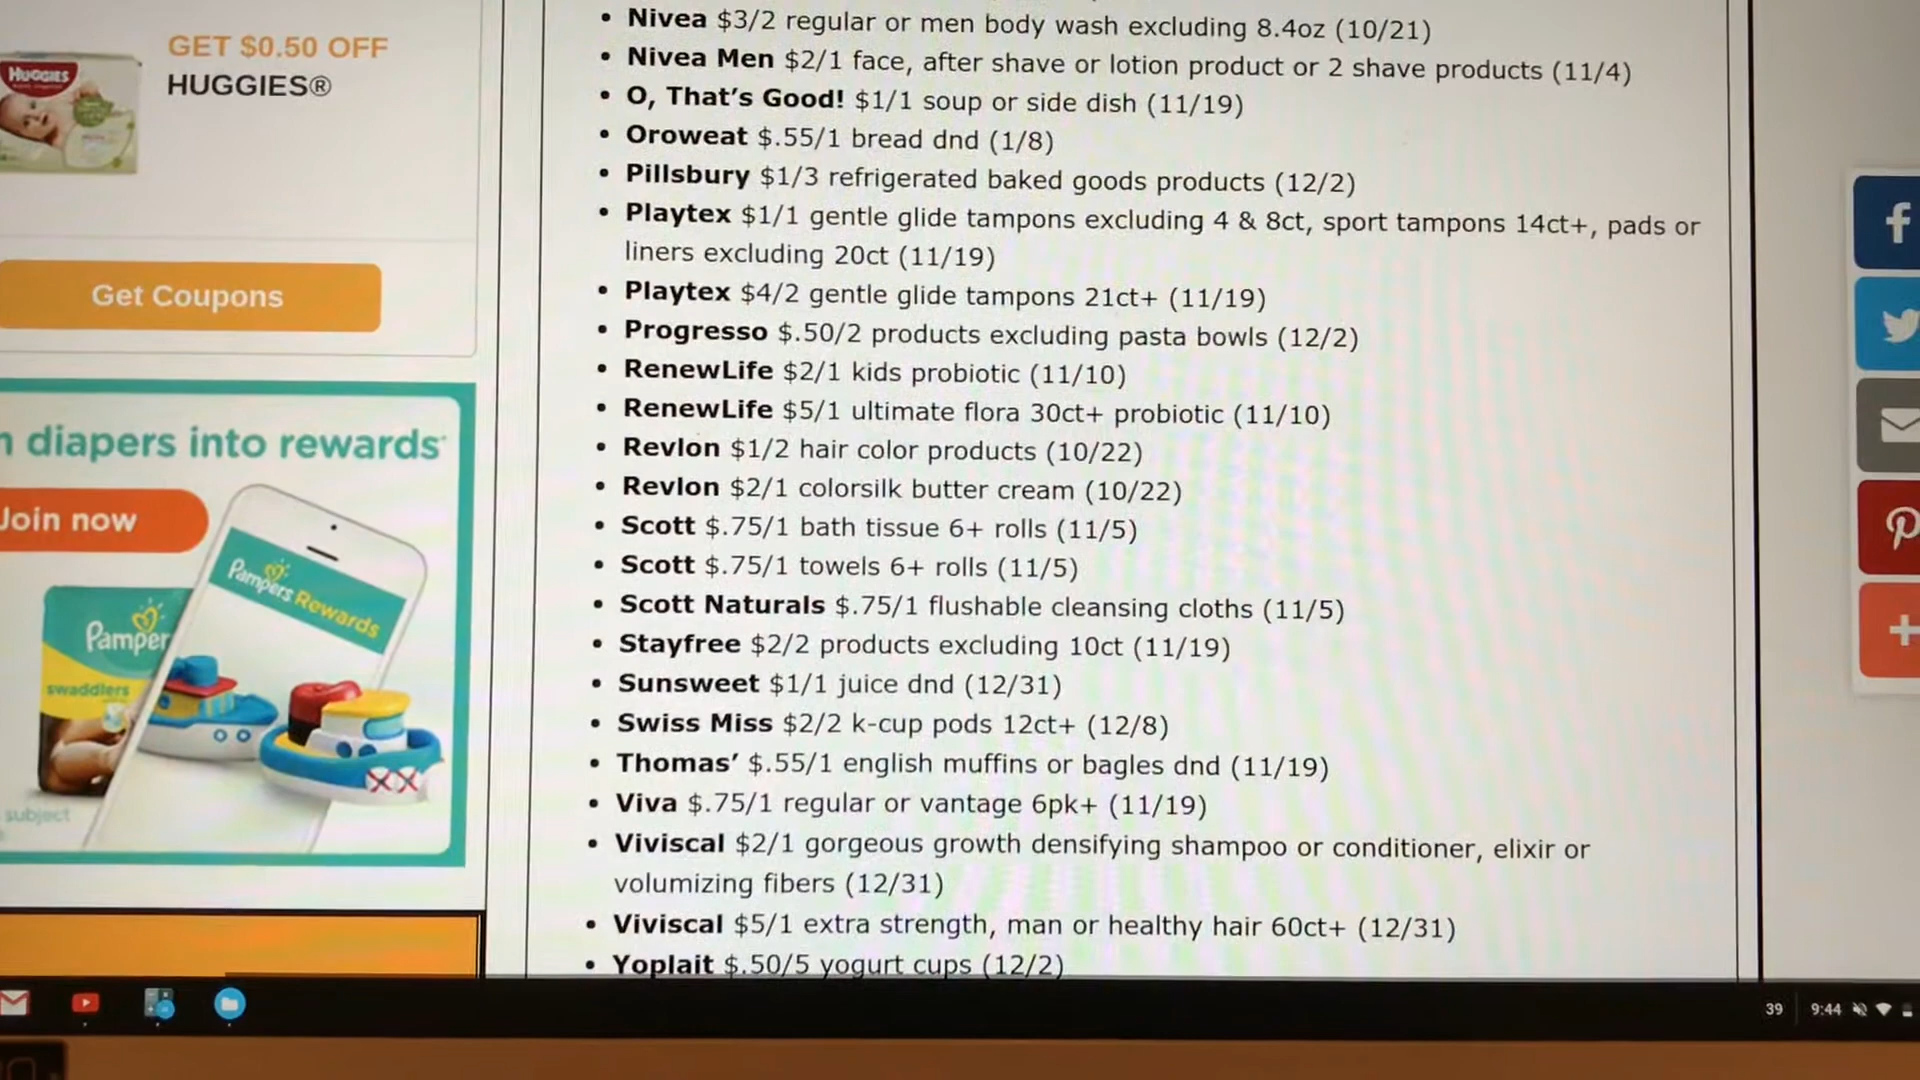 GET $0.50 OFF
HUGGIES®
HUGGIES
Get Coupons
diapers into rewards
Join now
Pampers Rewards
Pamper
swaddlers
subject
• Nivea $3/2 regular or men body wash excluding 8.4oz (10/21)
• Nivea Men $2/1 face, after shave or lotion product or 2 shave products (11/4)
• O, That's Good! $1/1 soup or side dish (11/19)
• Oroweat $.55/1 bread dnd (1/8)
• Pillsbury $1/3 refrigerated baked goods products (12/2)
• Playtex $1/1 gentle glide tampons excluding 4 & 8ct, sport tampons 14ct+, pads or
liners excluding 20ct (11/19)
• Playtex $4/2 gentle glide tampons 21ct+ (11/19)
• Progresso $.50/2 products excluding pasta bowls (12/2)
• RenewLife $2/1 kids probiotic (11/10)
• RenewLife $5/1 ultimate flora 30ct+ probiotic (11/10)
• Revlon $1/2 hair color products (10/22)
• Revlon $2/1 colorsilk butter cream (10/22)
• Scott $.75/1 bath tissue 6+ rolls (11/5)
• Scott $.75/1 towels 6+ rolls (11/5)
• Scott Naturals $.75/1 flushable cleansing cloths (11/5)
• Stayfree $2/2 products excluding 10ct (11/19)
• Sunsweet $1/1 juice dnd (12/31)
• Swiss Miss $2/2 k-cup pods 12ct+ (12/8)
• Thomas' $.55/1 english muffins or bagles dnd (11/19)
• Viva $.75/1 regular or vantage 6pk+ (11/19)
• Viviscal $2/1 gorgeous growth densifying shampoo or conditioner, elixir or
volumizing fibers (12/31)
• Viviscal $5/1 extra strength, man or healthy hair 60ct+ (12/31)
• Yoplait $.50/5 yogurt cups (12/2)
39 9:44